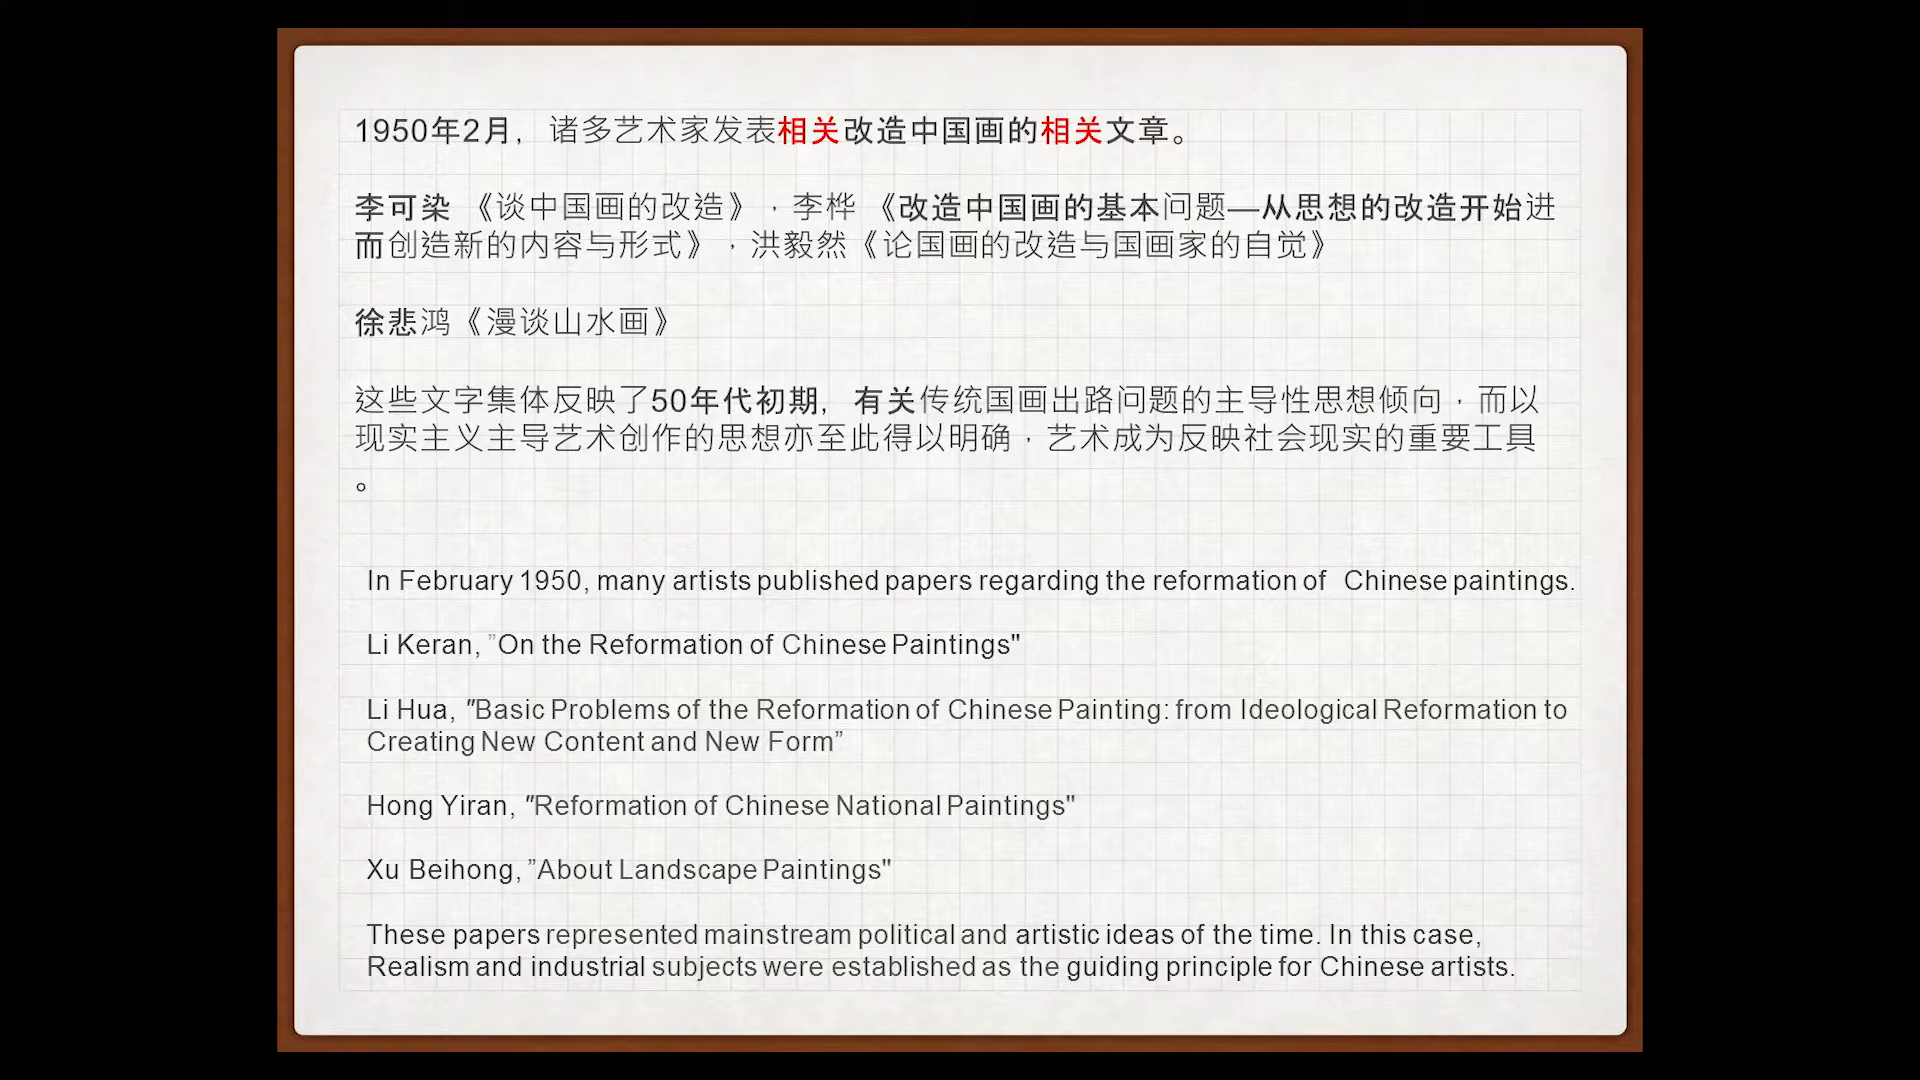 1950年2月，诸多艺术家发表相关改造中国画的相关文章。
李可染 《谈中国画的改造》，李桦 《改造中国画的基本问题—从思想的改造开始进
而创造新的内容与形式》，洪毅然《论国画的改造与国画家的自觉》
徐悲鸿《漫谈山水画》
这些文字集体反映了50年代初期，有关传统国画出路问题的主导性思想倾向，而以
现实主义主导艺术创作的思想亦至此得以明确，艺术成为反映社会现实的重要工具
。
In February 1950, many artists published papers regarding the reformation of Chinese paintings.
Li Keran, ”On the Reformation of Chinese Paintings"
Li Hua, "Basic Problems of the Reformation of Chinese Painting: from Ideological Reformation to
Creating New Content and New Form”
Hong Yiran, "Reformation of Chinese National Paintings"
Xu Beihong, ”About Landscape Paintings"
These papers represented mainstream political and artistic ideas of the time. In this case,
Realism and industrial subjects were established as the guiding principle for Chinese artists.